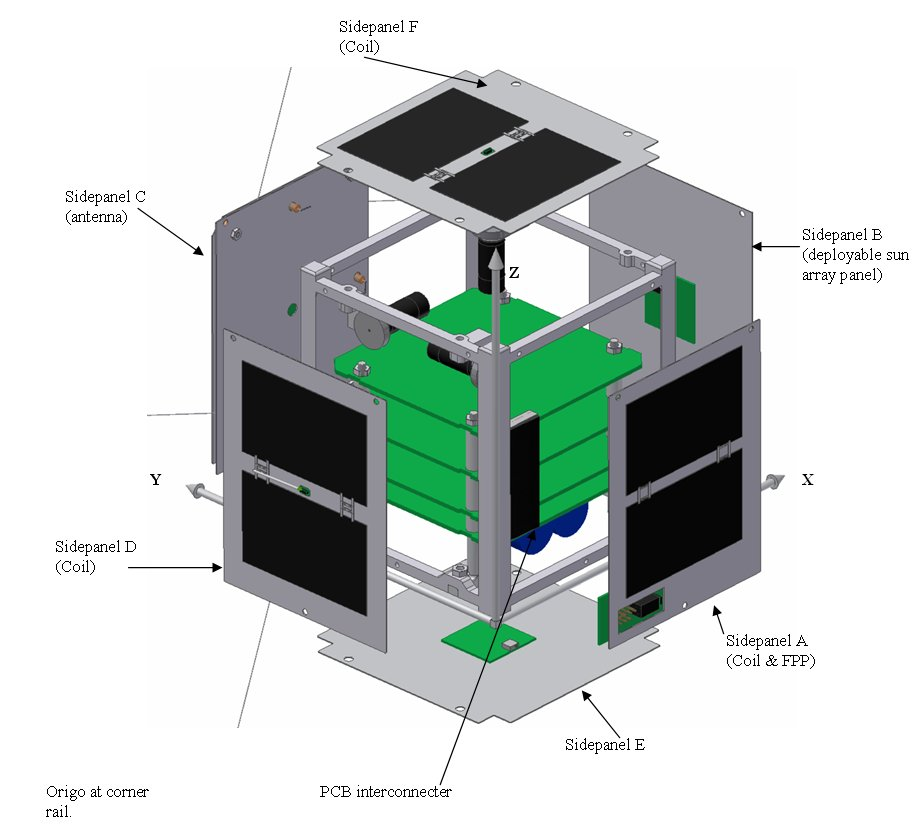 Sidepanel F
(Coil)
Sidepanel C
(antenna)
Sidepanel B
(deployable sun
array panel)
Z
Y
X
Sidepanel D
(Coil)
Sidepanel A
(Coil & FPP)
Sidepanel E
Origo at corner
rail.
PCB interconnecter